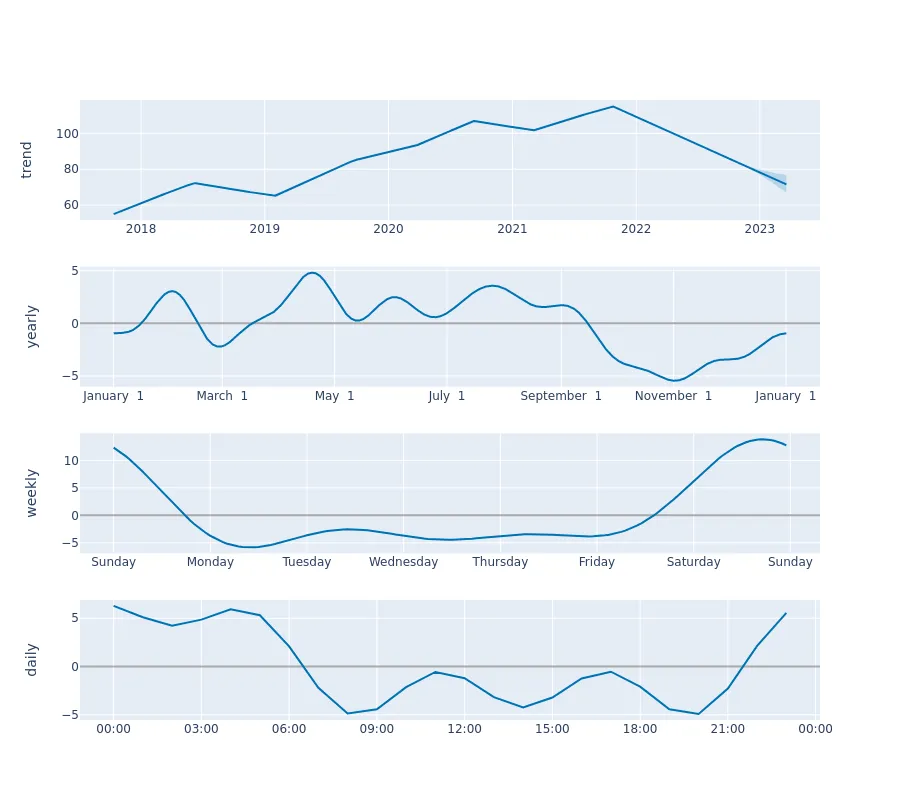 trend
100
80
60
2018 2019 2020 2021 2022 2023
yearly
5
0
−5
January 1 March 1 May 1 July 1 September 1 November 1 January 1
weekly
10
5
0
−5
Sunday Monday Tuesday Wednesday Thursday Friday Saturday Sunday
daily
5
0
−5
00:00 03:00 06:00 09:00 12:00 15:00 18:00 21:00 00:00